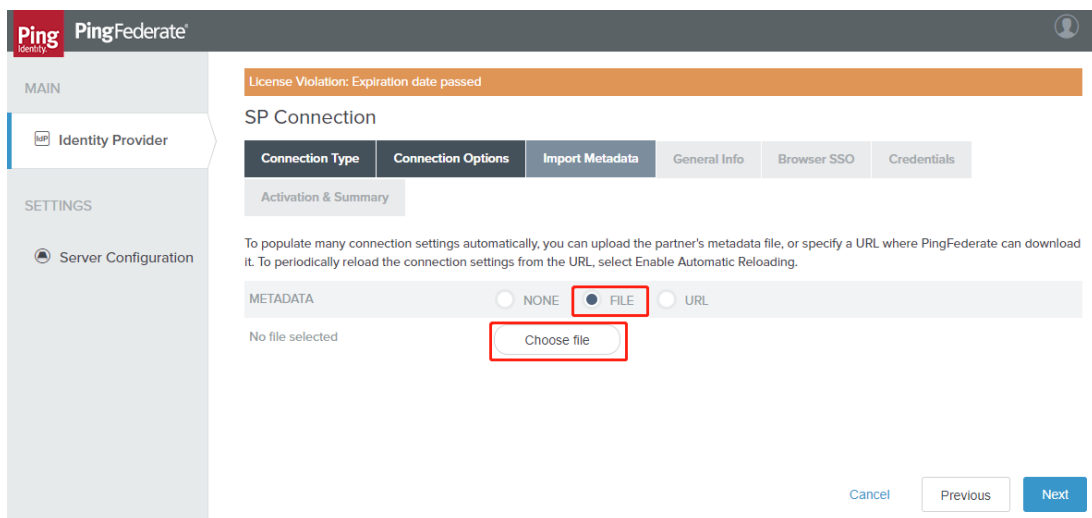 Ping
Identity.
PingFederate®
MAIN
License Violation: Expiration date passed
SP Connection
IdP Identity Provider
Connection Type Connection Options Import Metadata General Info Browser SSO Credentials
Activation & Summary
SETTINGS
Server Configuration
To populate many connection settings automatically, you can upload the partner's metadata file, or specify a URL where PingFederate can download
it. To periodically reload the connection settings from the URL, select Enable Automatic Reloading.
METADATA NONE FILE URL
No file selected Choose file
Cancel Previous Next